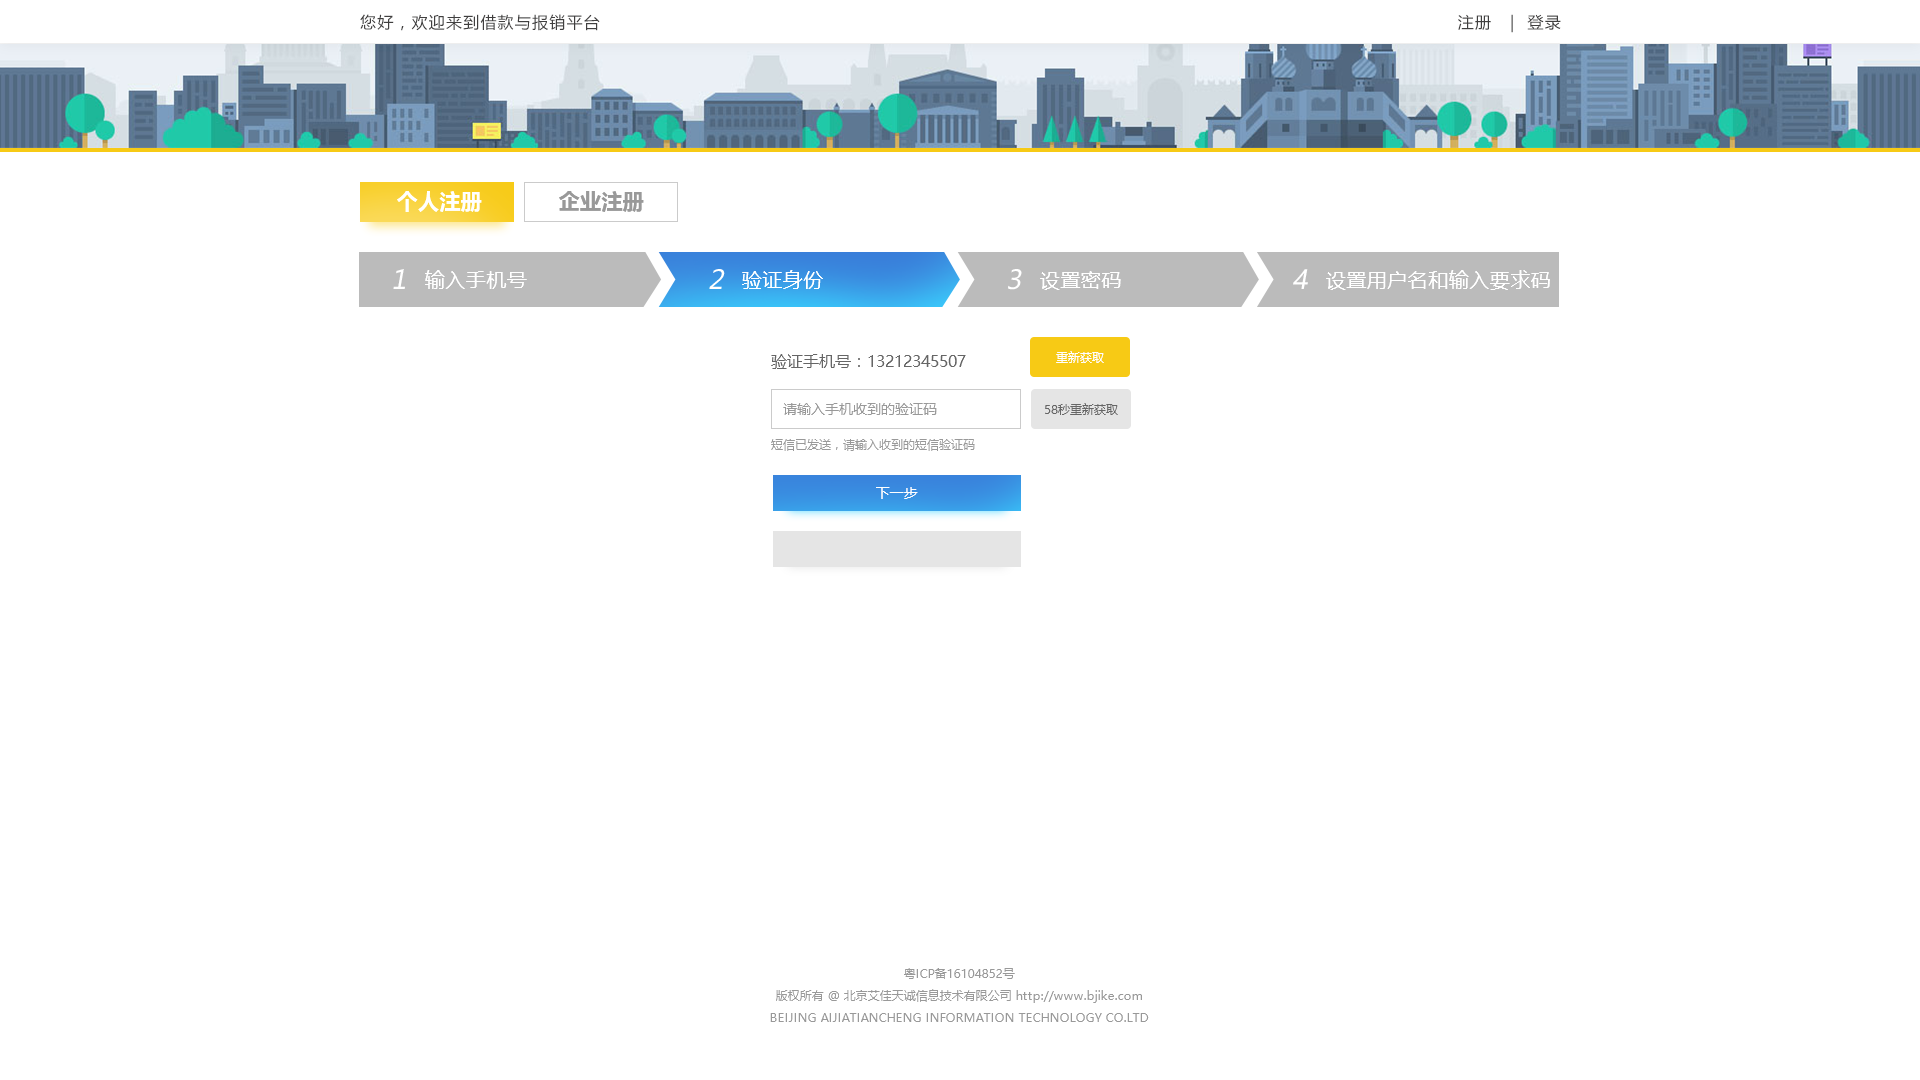 您好，欢迎来到借款与报销平台
注册 | 登录
个人注册 企业注册
1 输入手机号 2 验证身份 3 设置密码 4 设置用户名和输入要求码
验证手机号：13212345507 重新获取
请输入手机收到的验证码 58秒重新获取
短信已发送，请输入收到的短信验证码
下一步
粤ICP备16104852号
版权所有 @ 北京艾佳天诚信息技术有限公司 http://www.bjike.com
BEIJING AIJIATIANCHENG INFORMATION TECHNOLOGY CO.LTD